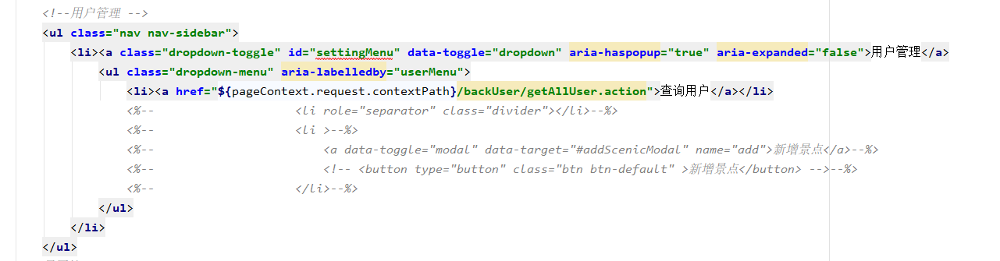 <!--用户管理 -->
<ul class="nav nav-sidebar">
<li><a class="dropdown-toggle" id="settingMenu" data-toggle="dropdown" aria-haspopup="true" aria-expanded="false">用户管理</a>
<ul class="dropdown-menu" aria-labelledby="userMenu">
<li><a href="${pageContext.request.contextPath}/backUser/getAllUser.action">查询用户</a></li>
<%-- <li role="separator" class="divider"></li>--%>
<%-- <li >--%>
<%-- <a data-toggle="modal" data-target="#addScenicModal" name="add">新增景点</a>--%>
<%-- <!-- <button type="button" class="btn btn-default" >新增景点</button> -->--%>
<%-- </li>--%>
</ul>
</li>
</ul>